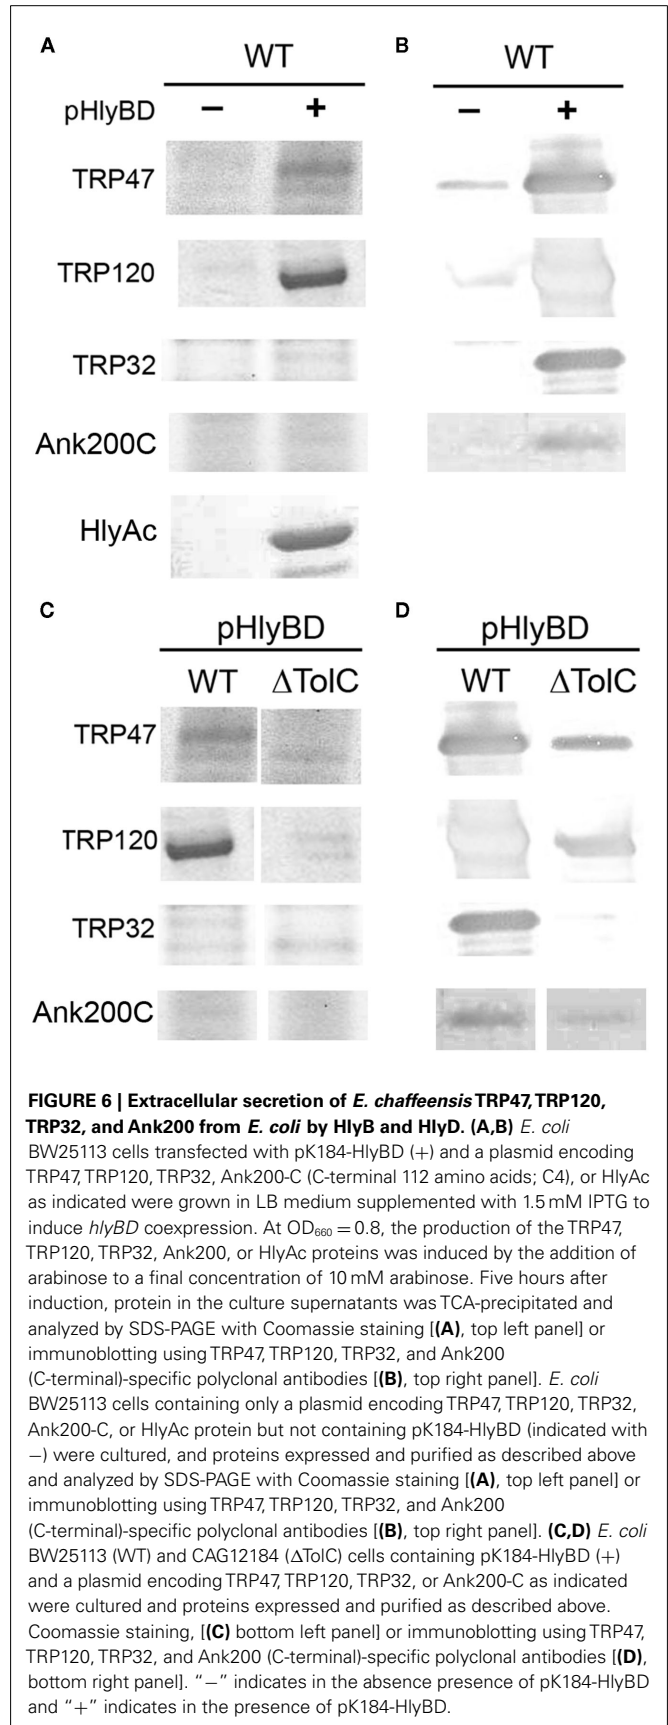 A
WT
pHlyBD − +
TRP47
TRP120
TRP32
Ank200C
HlyAc
B
WT
− +
C
pHlyBD
WT ΔTolC
TRP47
TRP120
TRP32
Ank200C
D
pHlyBD
WT ΔTolC
FIGURE 6 | Extracellular secretion of E. chaffeensis TRP47, TRP120,
TRP32, and Ank200 from E. coli by HlyB and HlyD. (A,B) E. coli
BW25113 cells transfected with pK184-HlyBD (+) and a plasmid encoding
TRP47, TRP120, TRP32, Ank200-C (C-terminal 112 amino acids; C4), or HlyAc
as indicated were grown in LB medium supplemented with 1.5 mM IPTG to
induce hlyBD coexpression. At OD660 = 0.8, the production of the TRP47,
TRP120, TRP32, Ank200, or HlyAc proteins was induced by the addition of
arabinose to a final concentration of 10 mM arabinose. Five hours after
induction, protein in the culture supernatants was TCA-precipitated and
analyzed by SDS-PAGE with Coomassie staining [(A), top left panel] or
immunoblotting using TRP47, TRP120, TRP32, and Ank200
(C-terminal)-specific polyclonal antibodies [(B), top right panel]. E. coli
BW25113 cells containing only a plasmid encoding TRP47, TRP120, TRP32,
Ank200-C, or HlyAc protein but not containing pK184-HlyBD (indicated with
−) were cultured, and proteins expressed and purified as described above
and analyzed by SDS-PAGE with Coomassie staining [(A), top left panel] or
immunoblotting using TRP47, TRP120, TRP32, and Ank200
(C-terminal)-specific polyclonal antibodies [(B), top right panel]. (C,D) E. coli
BW25113 (WT) and CAG12184 (ΔTolC) cells containing pK184-HlyBD (+)
and a plasmid encoding TRP47, TRP120, TRP32, or Ank200-C as indicated
were cultured and proteins expressed and purified as described above.
Coomassie staining, [(C) bottom left panel] or immunoblotting using TRP47,
TRP120, TRP32, and Ank200 (C-terminal)-specific polyclonal antibodies [(D),
bottom right panel]. “−” indicates in the absence presence of pK184-HlyBD
and “+” indicates in the presence of pK184-HlyBD.